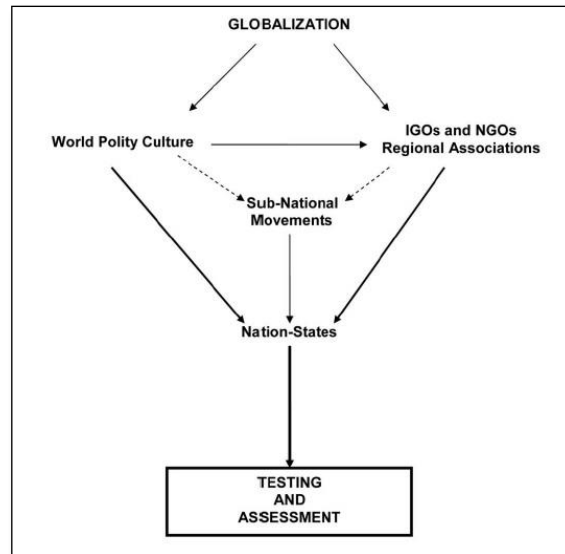 GLOBALIZATION
World Polity Culture
IGOs and NGOs
Regional Associations
Sub-National
Movements
Nation-States
TESTING
AND
ASSESSMENT